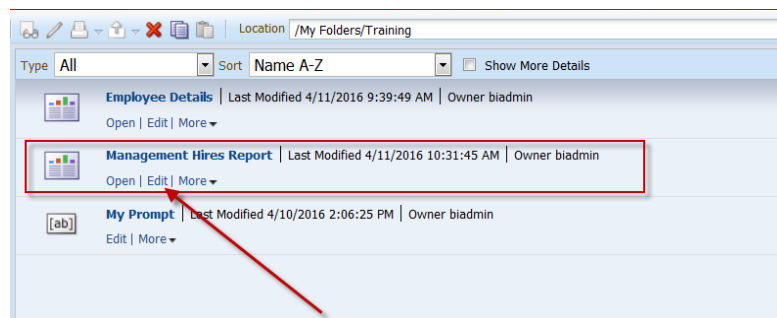 Location /My Folders/Training
Type All Sort Name A-Z Show More Details
Employee Details | Last Modified 4/11/2016 9:39:49 AM | Owner biadmin
Open | Edit | More
Management Hires Report | Last Modified 4/11/2016 10:31:45 AM | Owner biadmin
Open | Edit | More
[ab] My Prompt | Last Modified 4/10/2016 2:06:25 PM | Owner biadmin
Edit | More